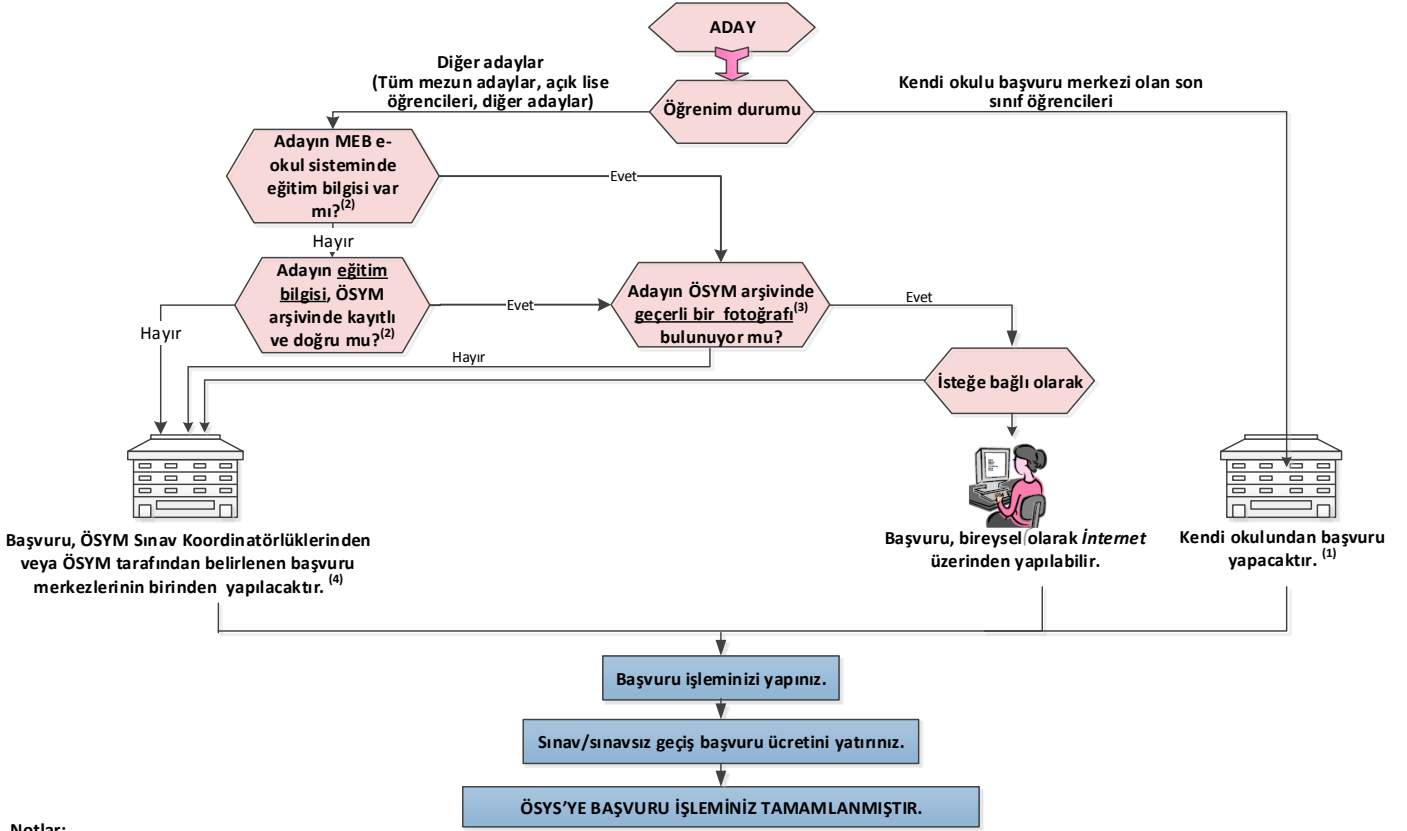 ADAY
Diğer adaylar
(Tüm mezun adaylar, açık lise
öğrencileri, diğer adaylar)
Kendi okulu başvuru merkezi olan son
sınıf öğrencileri
Öğrenim durumu
Adayın MEB e-
okul sisteminde
eğitim bilgisi var
mı?(2)
Evet
Hayır
Adayın eğitim
bilgisi, ÖSYM
arşivinde kayıtlı
ve doğru mu?(2)
Evet
Adayın ÖSYM arşivinde
geçerli bir fotoğrafı(3)
bulunuyor mu?
Evet
Hayır
Hayır
İsteğe bağlı olarak
Başvuru, ÖSYM Sınav Koordinatörlüklerinden
veya ÖSYM tarafından belirlenen başvuru
merkezlerinin birinden yapılacaktır. (4)
Başvuru, bireysel olarak İnternet
üzerinden yapılabilir.
Kendi okulundan başvuru
yapacaktır. (1)
Başvuru işleminizi yapınız.
Sınav/sınavsız geçiş başvuru ücretini yatırınız.
ÖSYS’YE BAŞVURU İŞLEMİNİZ TAMAMLANMIŞTIR.
Notlar: